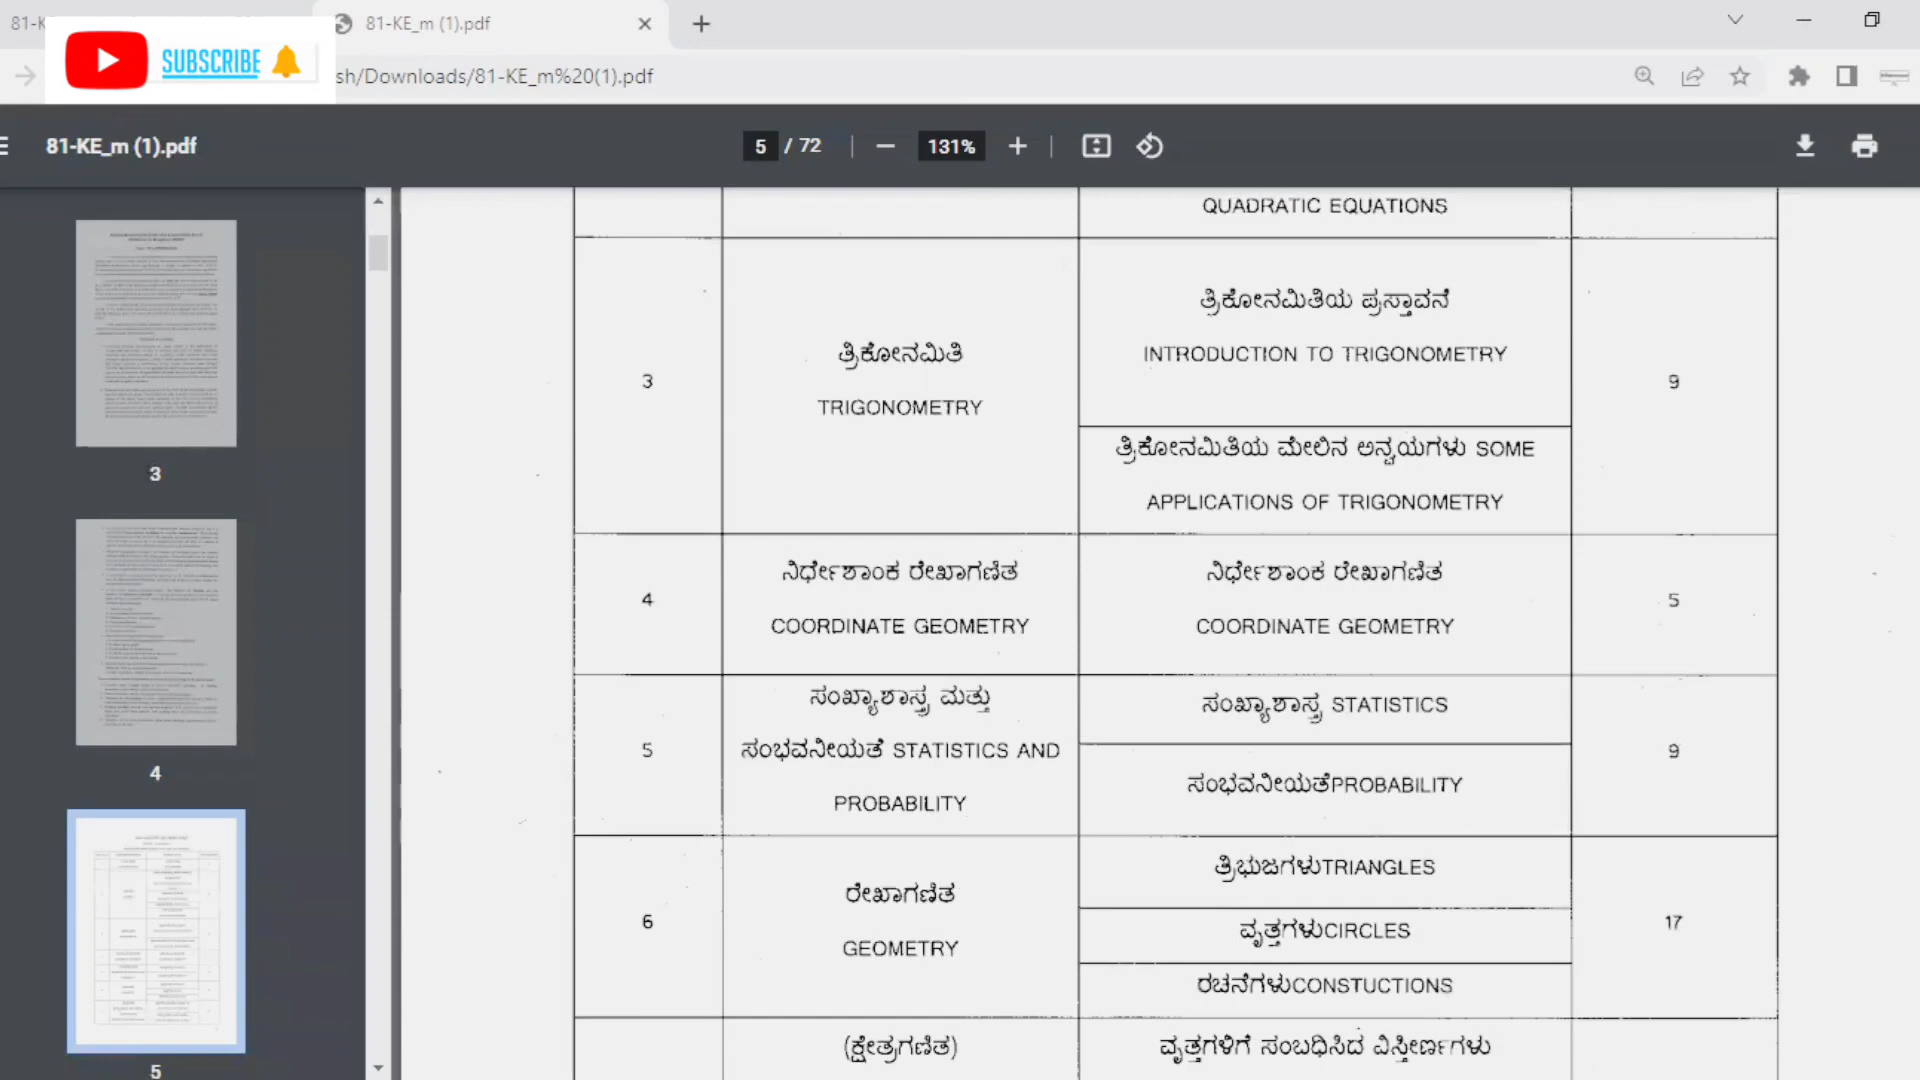 81-K
81-KE_m (1).pdf
SUBSCRIBE
sh/Downloads/81-KE_m%20(1).pdf
81-KE_m (1).pdf
5 / 72
131%
3
4
5
QUADRATIC EQUATIONS
3
ತ್ರಿಕೋನಮಿತಿ
TRIGONOMETRY
ತ್ರಿಕೋನಮಿತಿಯ ಪ್ರಸ್ತಾವನೆ
INTRODUCTION TO TRIGONOMETRY
ತ್ರಿಕೋನಮಿತಿಯ ಮೇಲಿನ ಅನ್ವಯಗಳು SOME
APPLICATIONS OF TRIGONOMETRY
9
4
ನಿರ್ಧೇಶಾಂಕ ರೇಖಾಗಣಿತ
COORDINATE GEOMETRY
ನಿರ್ಧೇಶಾಂಕ ರೇಖಾಗಣಿತ
COORDINATE GEOMETRY
5
5
ಸಂಖ್ಯಾಶಾಸ್ತ್ರ ಮತ್ತು
ಸಂಭವನೀಯತೆ STATISTICS AND
PROBABILITY
ಸಂಖ್ಯಾಶಾಸ್ತ್ರ STATISTICS
ಸಂಭವನೀಯತೆPROBABILITY
9
6
ರೇಖಾಗಣಿತ
GEOMETRY
ತ್ರಿಭುಜಗಳುTRIANGLES
ವೃತ್ತಗಳುCIRCLES
ರಚನೆಗಳುCONSTUCTIONS
17
(ಕ್ಷೇತ್ರಗಣಿತ)
ವೃತ್ತಗಳಿಗೆ ಸಂಬಧಿಸಿದ ವಿಸ್ತೀರ್ಣಗಳು